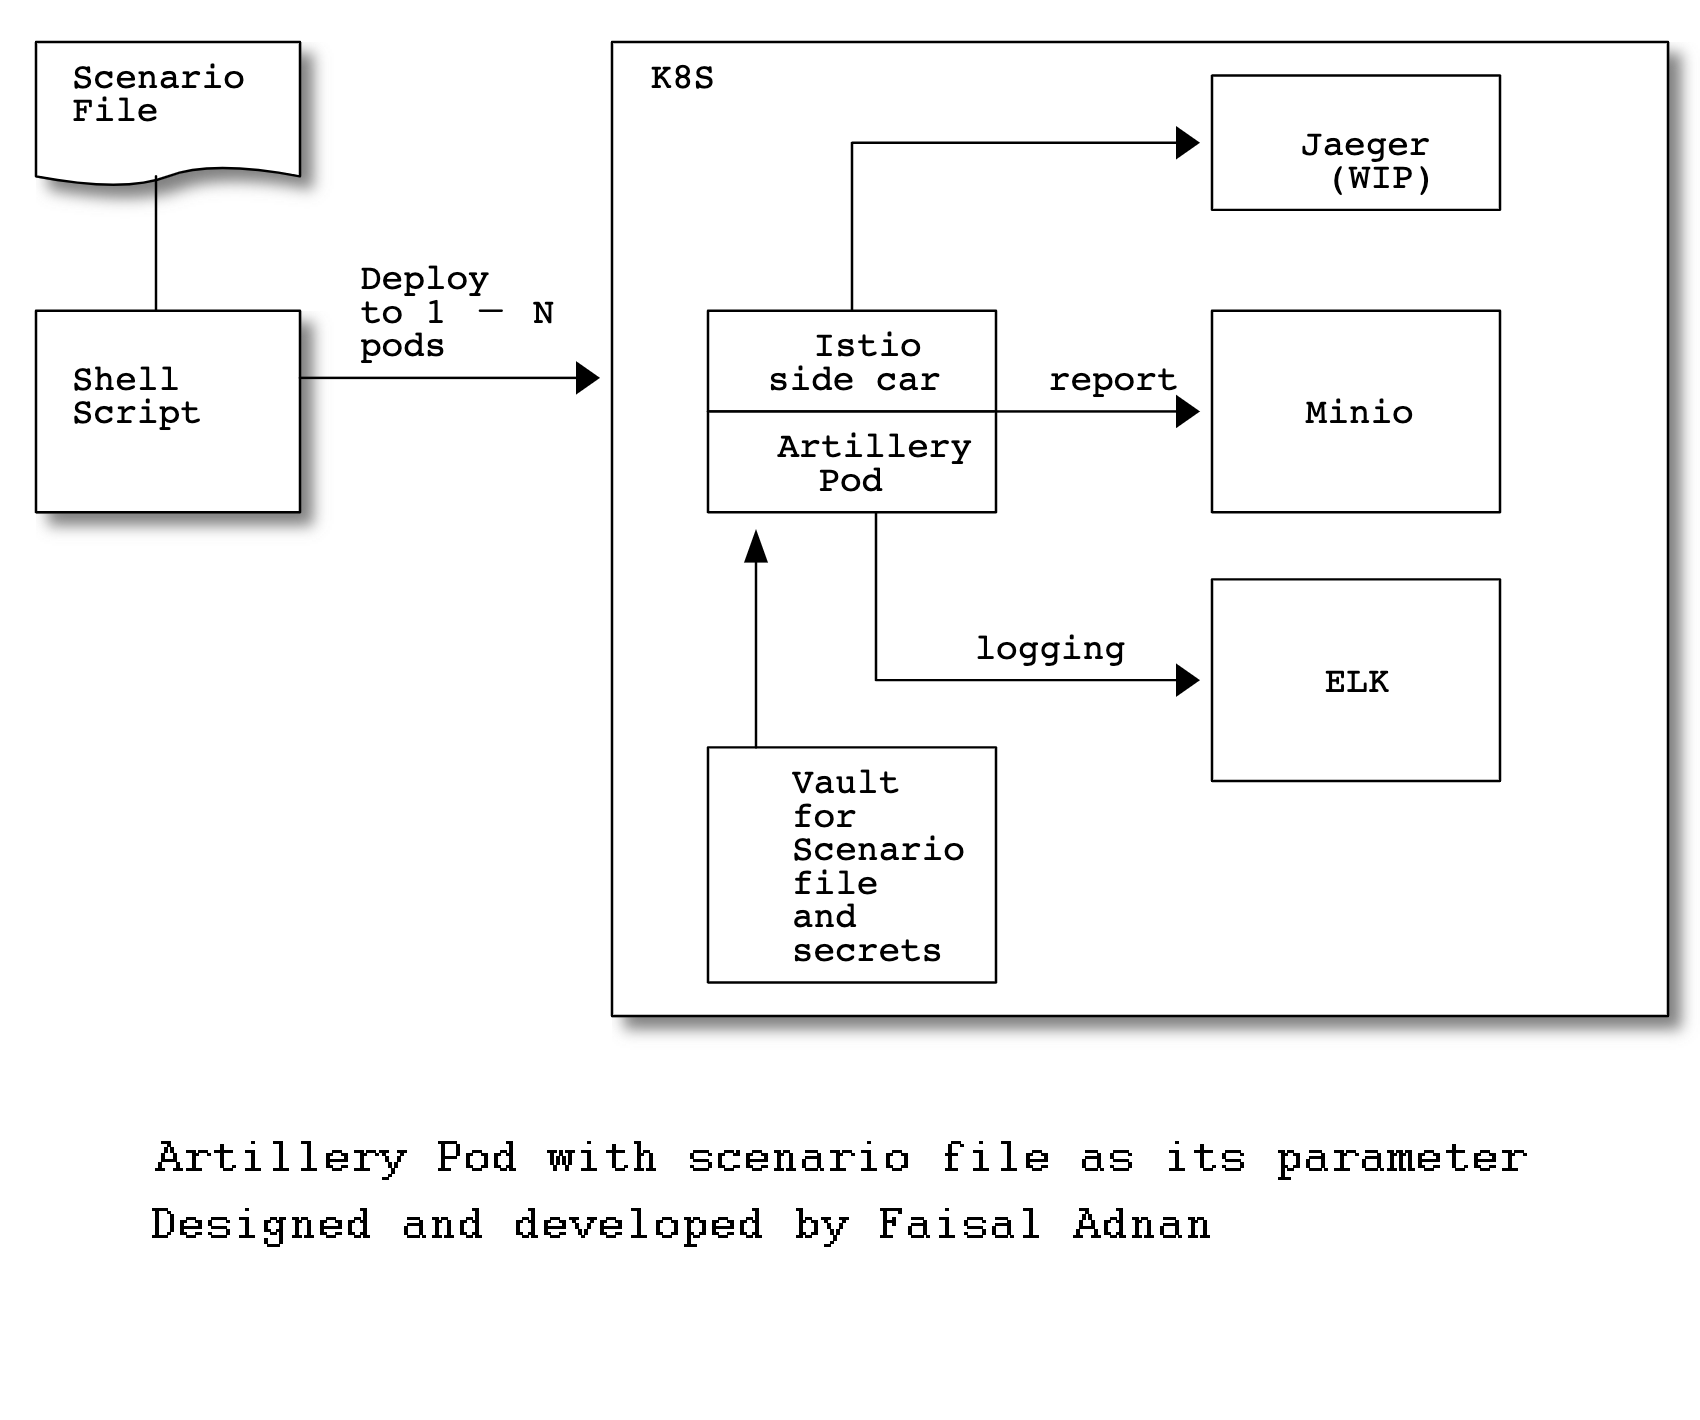 Scenario
File
K8S
Jaeger
(WIP)
Deploy
to 1 — N
pods
Shell
Script
Istio
side car
report
Minio
Artillery
Pod
logging
ELK
Vault
for
Scenario
file
and
secrets
Artillery Pod with scenario file as its parameter
Designed and developed by Faisal Adnan